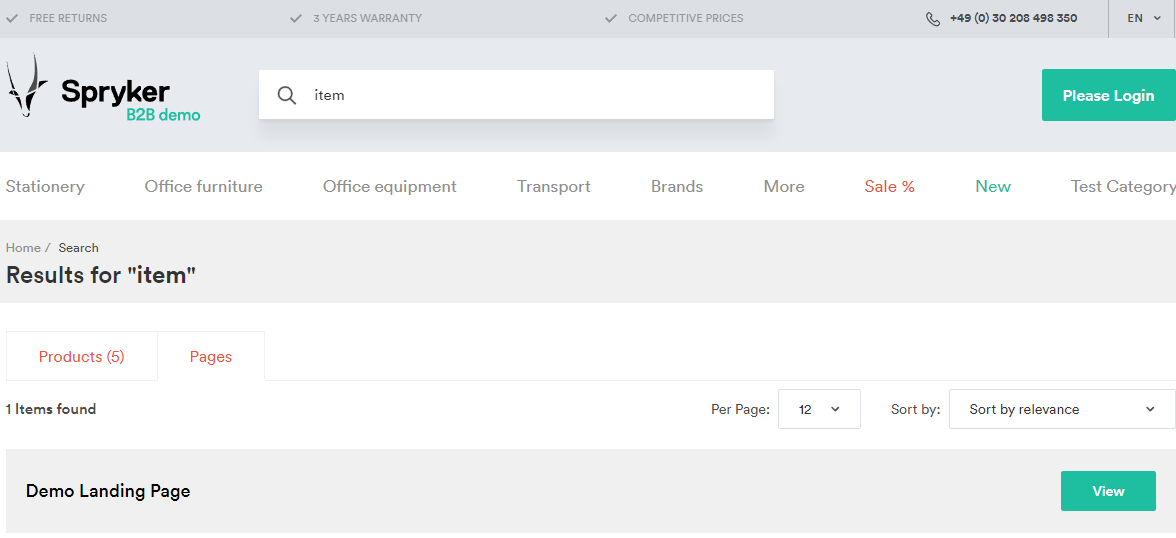 FREE RETURNS 3 YEARS WARRANTY COMPETITIVE PRICES +49 (0) 30 208 498 350 EN
Spryker
B2B demo
item
Please Login
Stationery Office furniture Office equipment Transport Brands More Sale % New Test Category
Home / Search
Results for "item"
Products (5) Pages
1 Items found Per Page: 12 Sort by: Sort by relevance
Demo Landing Page View